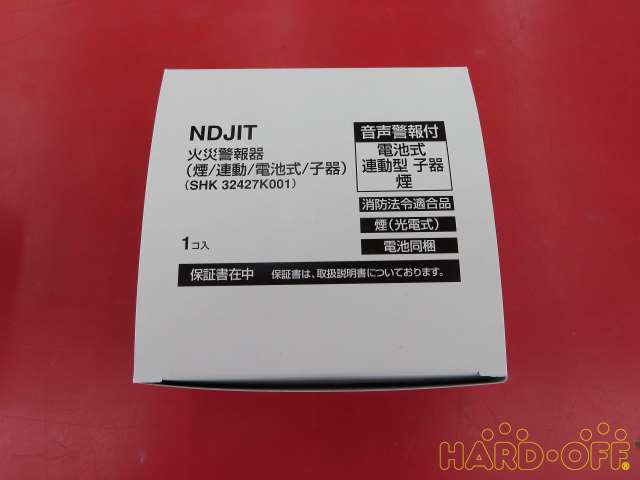 NDJIT
火災警報器
(煙/連動/電池式/子器)
(SHK 32427K001)
1コ入
音声警報付
電池式
連動型 子器
煙
消防法令適合品
煙(光電式)
電池同梱
保証書在中 保証書は、取扱説明書についております。
HARD・OFF®